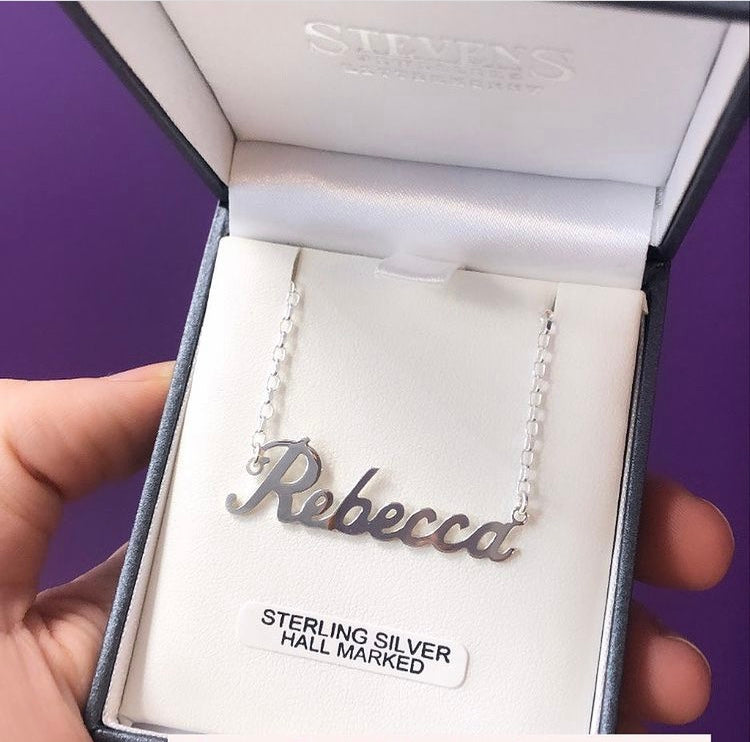 STEVENS
Rebecca
STERLING SILVER
HALL MARKED